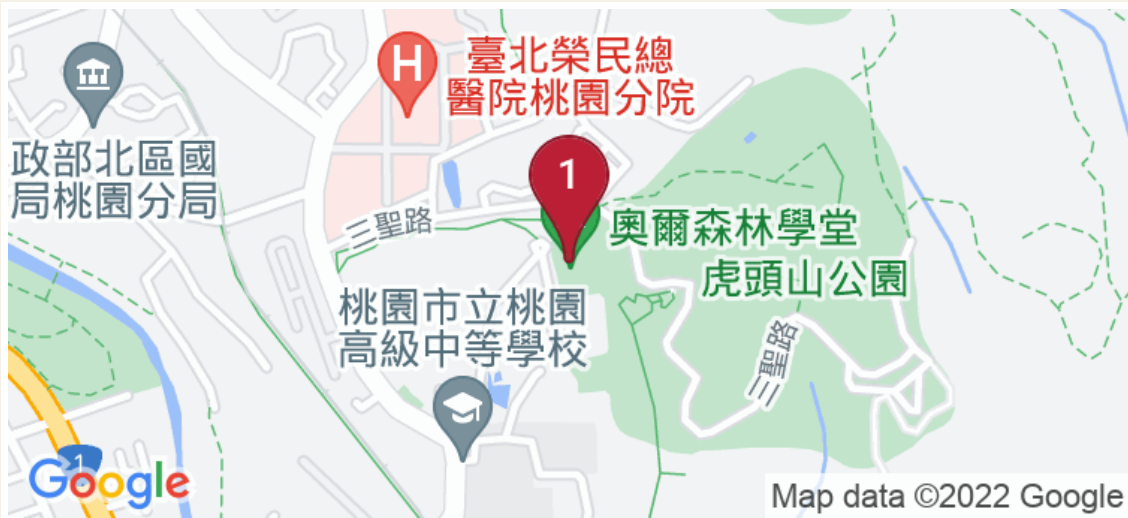 臺北榮民總
醫院桃園分院
政部北區國
局桃園分局
1
三聖路
奧爾森林學堂
虎頭山公園
桃園市立桃園
高級中等學校
三聖路
1
Google
Map data ©2022 Google